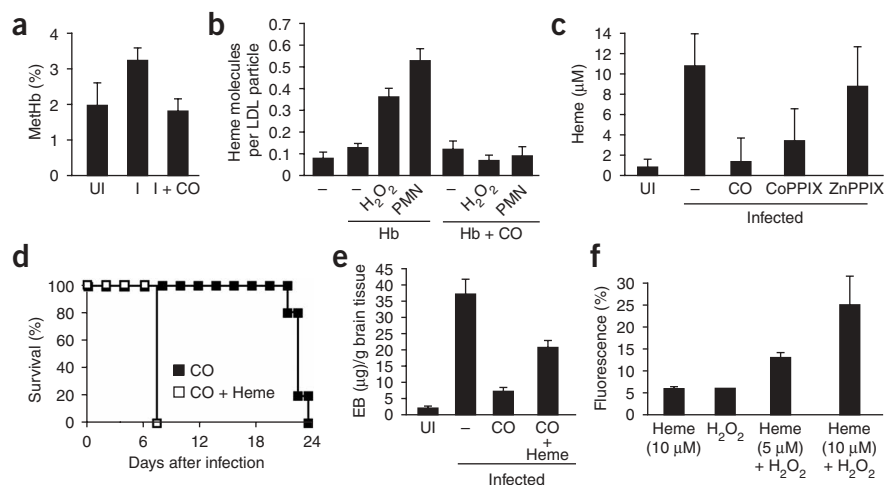 a
MetHb (%)
4
3
2
1
0
UI
I
I + CO
b
Heme molecules
per LDL particle
0.7
0.6
0.5
0.4
0.3
0.2
0.1
0
–
–
H2O2
PMN
–
H2O2
PMN
Hb
Hb + CO
c
Heme (μM)
14
12
10
8
6
4
2
0
UI
–
CO
CoPPIX
ZnPPIX
Infected
d
Survival (%)
100
80
60
40
20
0
CO
CO + Heme
0
6
12
18
24
Days after infection
e
EB (μg)/g brain tissue
45
40
35
30
25
20
15
10
5
0
UI
–
CO
CO
+
Heme
Infected
f
Fluorescence (%)
30
25
20
15
10
5
0
Heme
(10 μM)
H2O2
Heme
(5 μM)
+ H2O2
Heme
(10 μM)
+ H2O2